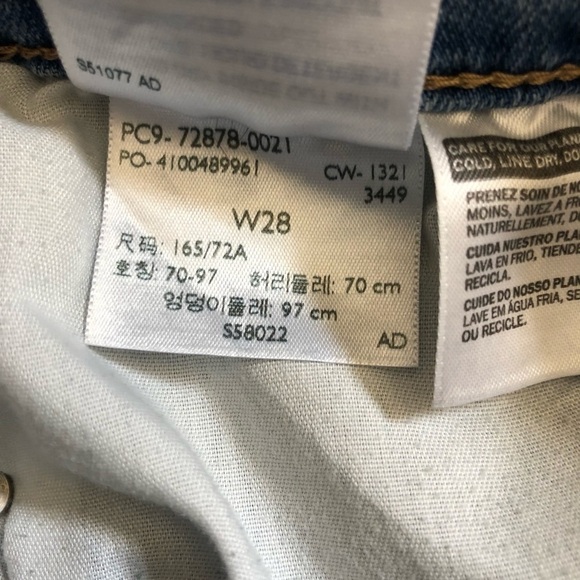 S51077 AD
PC9-72878-0021
PO-4100489961 CW-1321
3449
W28
尺码: 165/72A
호칭: 70-97 허리둘레: 70 cm
엉덩이둘레: 97 cm
S58022 AD
CARE FOR OUR PLAN
COLD, LINE DRY, DO
PRENEZ SOIN DE N
MOINS, LAVEZ A FR
NATURELLEMENT, D
CUIDA NUESTRO PLA
LAVA EN FRIO, TIENDE
RECICLA.
CUIDE DO NOSSO PLAN
LAVE EM ÁGUA FRIA, SE
OU RECICLE.